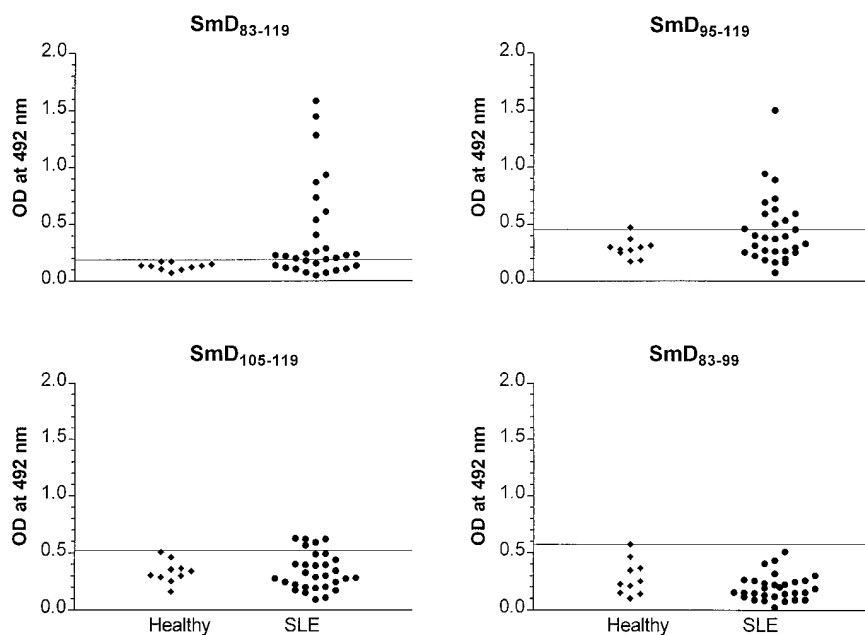 SmD83-119
SmD95-119
OD at 492 nm
2.0
1.5
1.0
0.5
0.0
OD at 492 nm
2.0
1.5
1.0
0.5
0.0
SmD105-119
SmD83-99
OD at 492 nm
2.0
1.5
1.0
0.5
0.0
Healthy
SLE
OD at 492 nm
2.0
1.5
1.0
0.5
0.0
Healthy
SLE